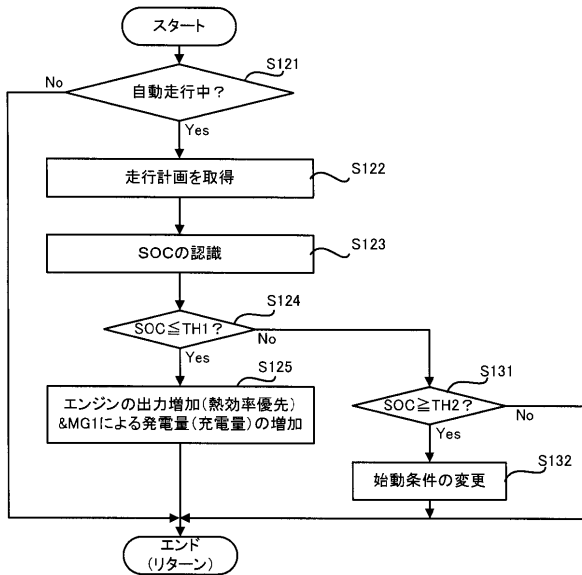 スタート
S121
No
自動走行中？
Yes
S122
走行計画を取得
S123
SOCの認識
S124
SOC≦TH1？
No
Yes
S125
エンジンの出力増加(熱効率優先)
&MG1による発電量(充電量)の増加
S131
SOC≧TH2？
No
Yes
S132
始動条件の変更
エンド
(リターン)